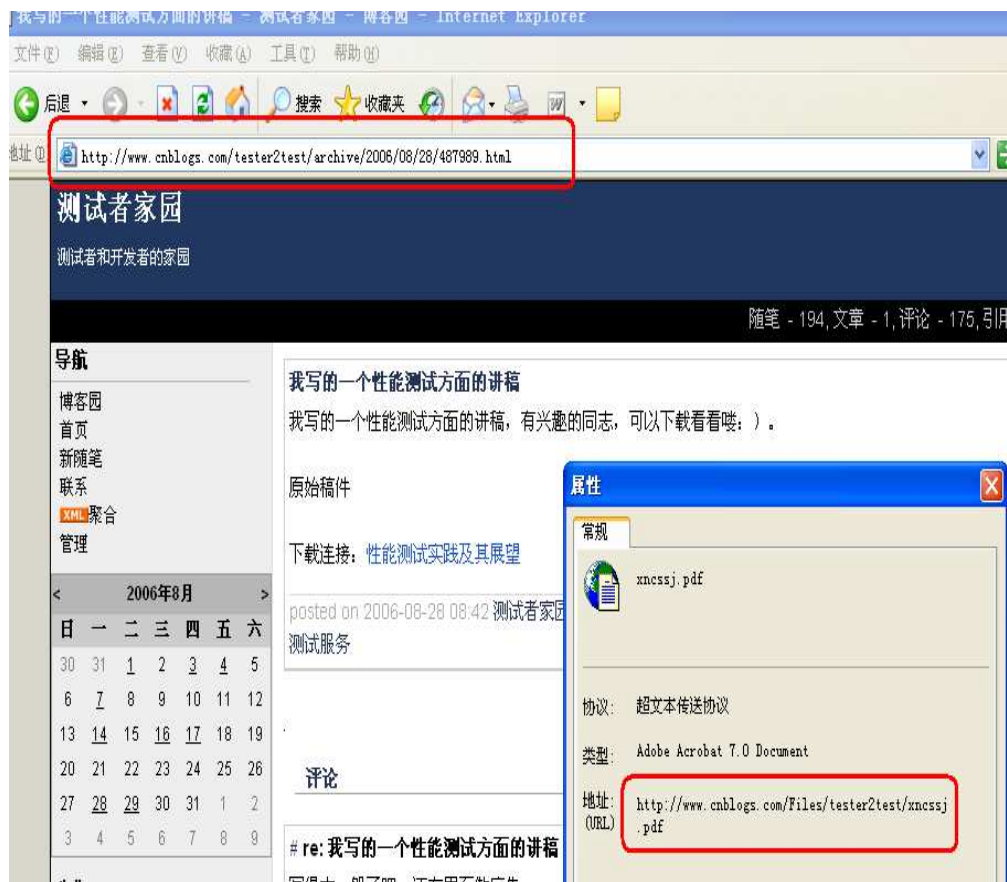 我写的一个性能测试方面的讲稿 - 测试者家园 - 博客园 - Internet Explorer
文件(F) 编辑(E) 查看(V) 收藏(A) 工具(T) 帮助(H)
后退 搜索 收藏夹
地址(D) http://www.cnblogs.com/tester2test/archive/2006/08/28/487989.html
测试者家园
测试者和开发者的家园
随笔 - 194,文章 - 1,评论 - 175,引用
导航
博客园
首页
新随笔
联系
XML聚合
管理
< 2006年8月 >
日 一 二 三 四 五 六
30 31 1 2 3 4 5
6 7 8 9 10 11 12
13 14 15 16 17 18 19
20 21 22 23 24 25 26
27 28 29 30 31 1 2
3 4 5 6 7 8 9
我写的一个性能测试方面的讲稿
我写的一个性能测试方面的讲稿，有兴趣的同志，可以下载看看喽：）。
原始稿件
下载连接：性能测试实践及其展望
posted on 2006-08-28 08:42 测试者家园
测试服务
评论
# re: 我写的一个性能测试方面的讲稿
属性
常规
xncssj.pdf
协议: 超文本传送协议
类型: Adobe Acrobat 7.0 Document
地址: http://www.cnblogs.com/Files/tester2test/xncssj
(URL) .pdf